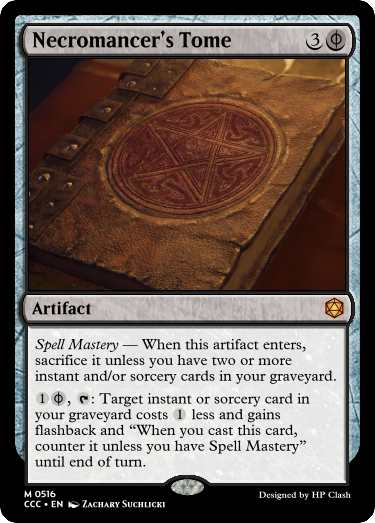 Necromancer's Tome 3
Artifact
Spell Mastery — When this artifact enters,
sacrifice it unless you have two or more
instant and/or sorcery cards in your graveyard.
1, : Target instant or sorcery card in
your graveyard costs 1 less and gains
flashback and “When you cast this card,
counter it unless you have Spell Mastery”
until end of turn.
M 0516
CCC • EN Zachary Suchlicki
Designed by HP Clash